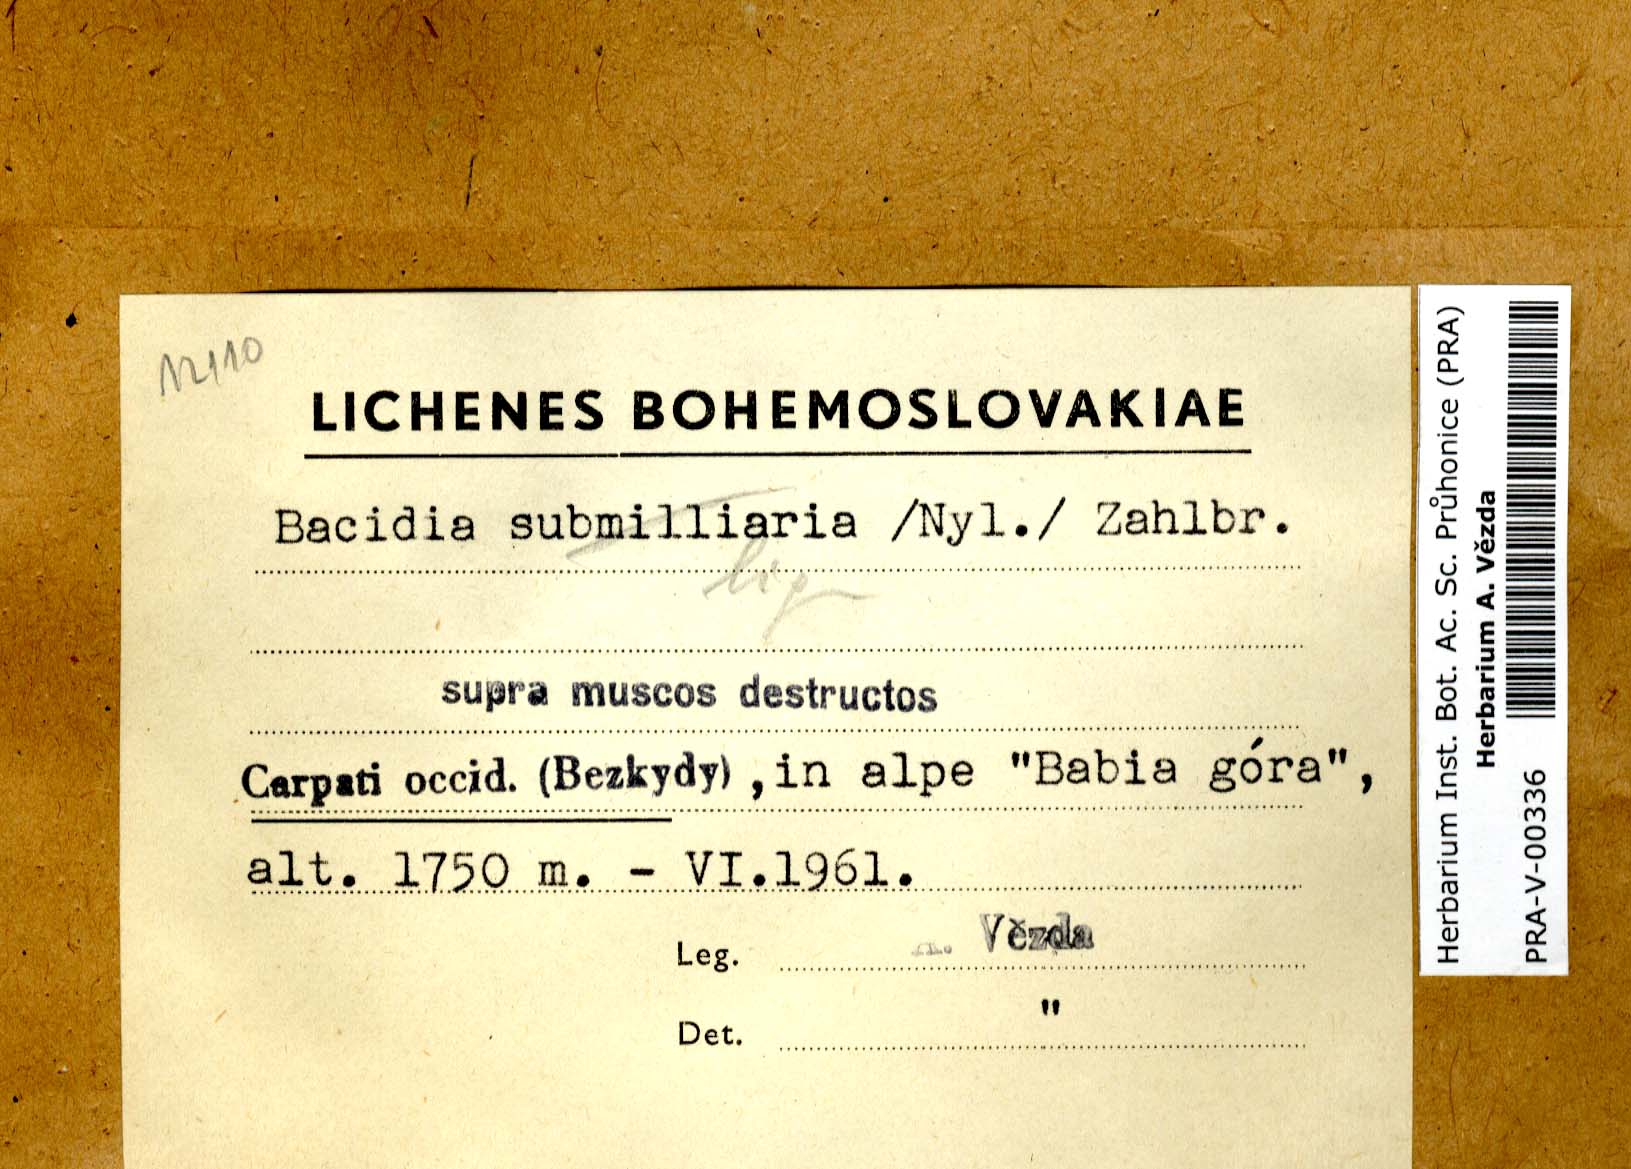 12110
LICHENES BOHEMOSLOVAKIAE
Bacidia submilliaria /Nyl./ Zahlbr.
lig
supra muscos destructos
Carpati occid. (Bezkydy), in alpe "Babia góra",
alt. 1750 m. - VI.1961.
Leg. A. Vězda
Det. "
Herbarium Inst. Bot. Ac. Sc. Průhonice (PRA)
Herbarium A. Vězda
PRA-V-00336